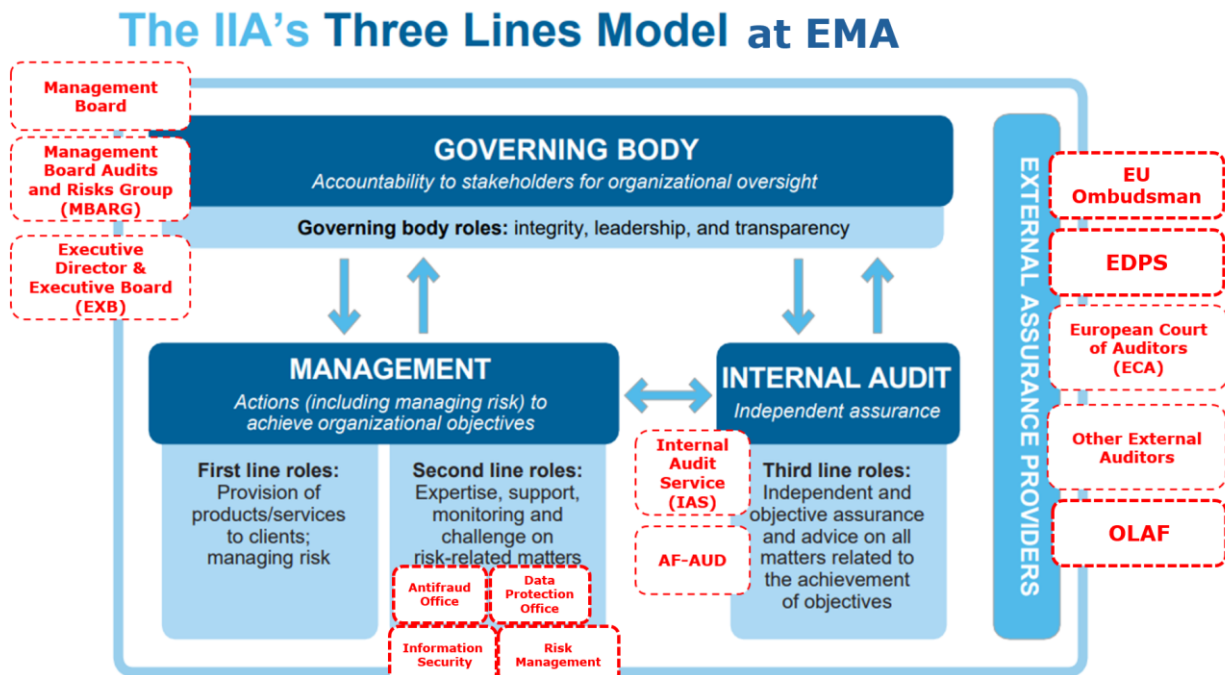 The IIA's Three Lines Model at EMA
Management
Board
Management
Board Audits
and Risks Group
(MBARG)
Executive
Director &
Executive Board
(EXB)
GOVERNING BODY
Accountability to stakeholders for organizational oversight
Governing body roles: integrity, leadership, and transparency
MANAGEMENT
Actions (including managing risk) to
achieve organizational objectives
First line roles:
Provision of
products/services
to clients;
managing risk
Second line roles:
Expertise, support,
monitoring and
challenge on
risk-related matters
Antifraud
Office
Data
Protection
Office
Information
Security
Risk
Management
INTERNAL AUDIT
Independent assurance
Internal
Audit
Service
(IAS)
AF-AUD
Third line roles:
Independent and
objective assurance
and advice on all
matters related to
the achievement
of objectives
EXTERNAL ASSURANCE PROVIDERS
EU
Ombudsman
EDPS
European Court
of Auditors
(ECA)
Other External
Auditors
OLAF